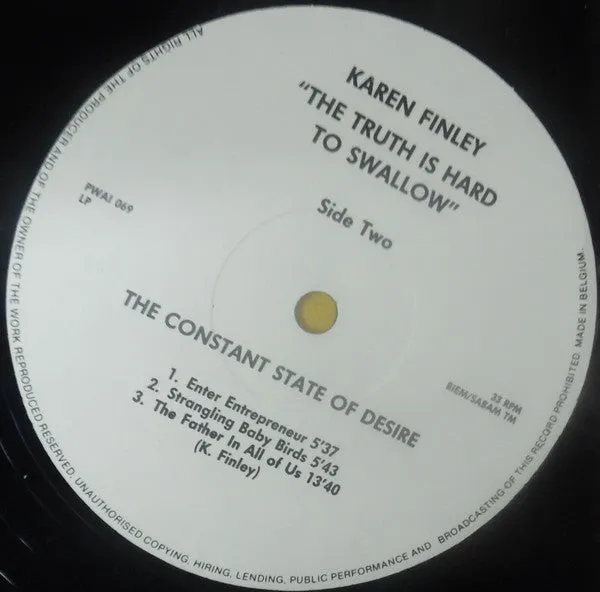 KAREN FINLEY
"THE TRUTH IS HARD
TO SWALLOW"
Side Two
PWAI 069
LP
THE CONSTANT STATE OF DESIRE
33 RPM
BIEM/SABAM TM
1. Enter Entrepreneur 5'37
2. Strangling Baby Birds 5'43
3. The Father In All of Us 13'40
(K. Finley)
ALL RIGHTS OF THE PRODUCER AND OF THE OWNER OF THE WORK REPRODUCED RESERVED. UNAUTHORISED COPYING, HIRING, LENDING, PUBLIC PERFORMANCE AND BROADCASTING OF THIS RECORD PROHIBITED. MADE IN BELGIUM.